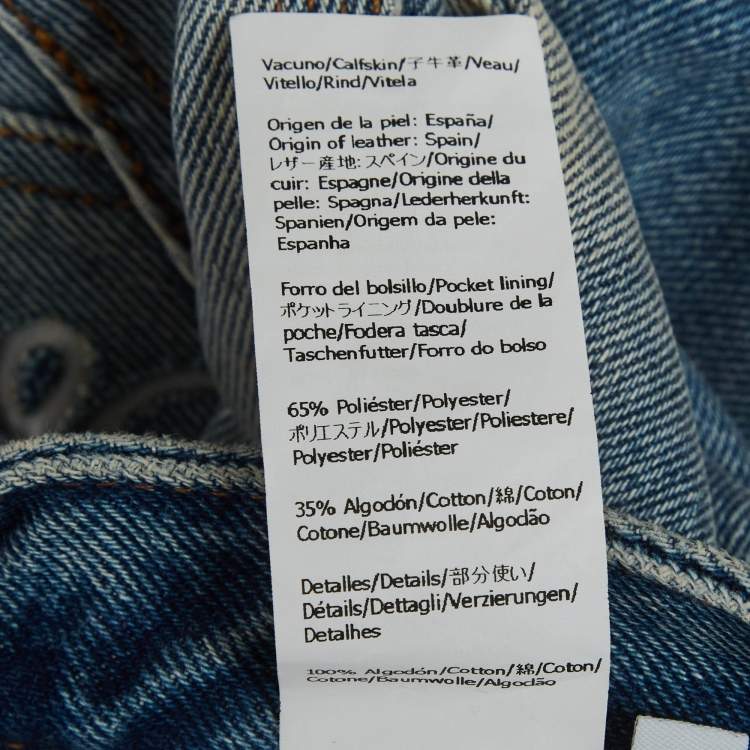 Vacuno/Calfskin/子牛革/Veau/
Vitello/Rind/Vitela
Origen de la piel: España/
Origin of leather: Spain/
レザー産地: スペイン/Origine du
cuir: Espagne/Origine della
pelle: Spagna/Lederherkunft:
Spanien/Origem da pele:
Espanha
Forro del bolsillo/Pocket lining/
ポケットライニング/Doublure de la
poche/Fodera tasca/
Taschenfutter/Forro do bolso
65% Poliéster/Polyester/
ポリエステル/Polyester/Poliestere/
Polyester/Poliéster
35% Algodón/Cotton/綿/Coton/
Cotone/Baumwolle/Algodão
Detalles/Details/部分使い/
Détails/Dettagli/Verzierungen/
Detalhes
100% Algodón/Cotton/綿/Coton/
Cotone/Baumwolle/Algodão